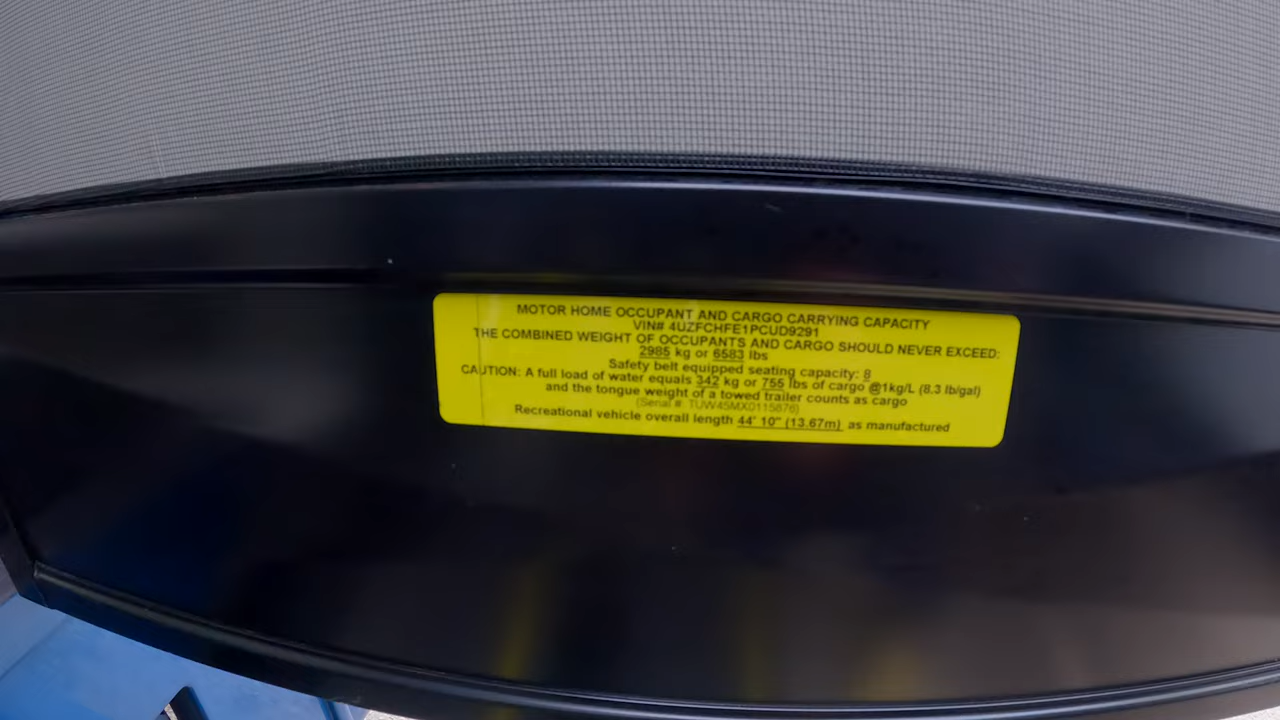 MOTOR HOME OCCUPANT AND CARGO CARRYING CAPACITY
VIN# 4UZFCHFE1PCUD9291
THE COMBINED WEIGHT OF OCCUPANTS AND CARGO SHOULD NEVER EXCEED:
2985 kg or 6583 lbs
Safety belt equipped seating capacity: 8
CAUTION: A full load of water equals 342 kg or 755 lbs of cargo @1kg/L (8.3 lb/gal)
and the tongue weight of a towed trailer counts as cargo
(Serial #: TUW45MX0115876)
Recreational vehicle overall length 44' 10" (13.67m) as manufactured